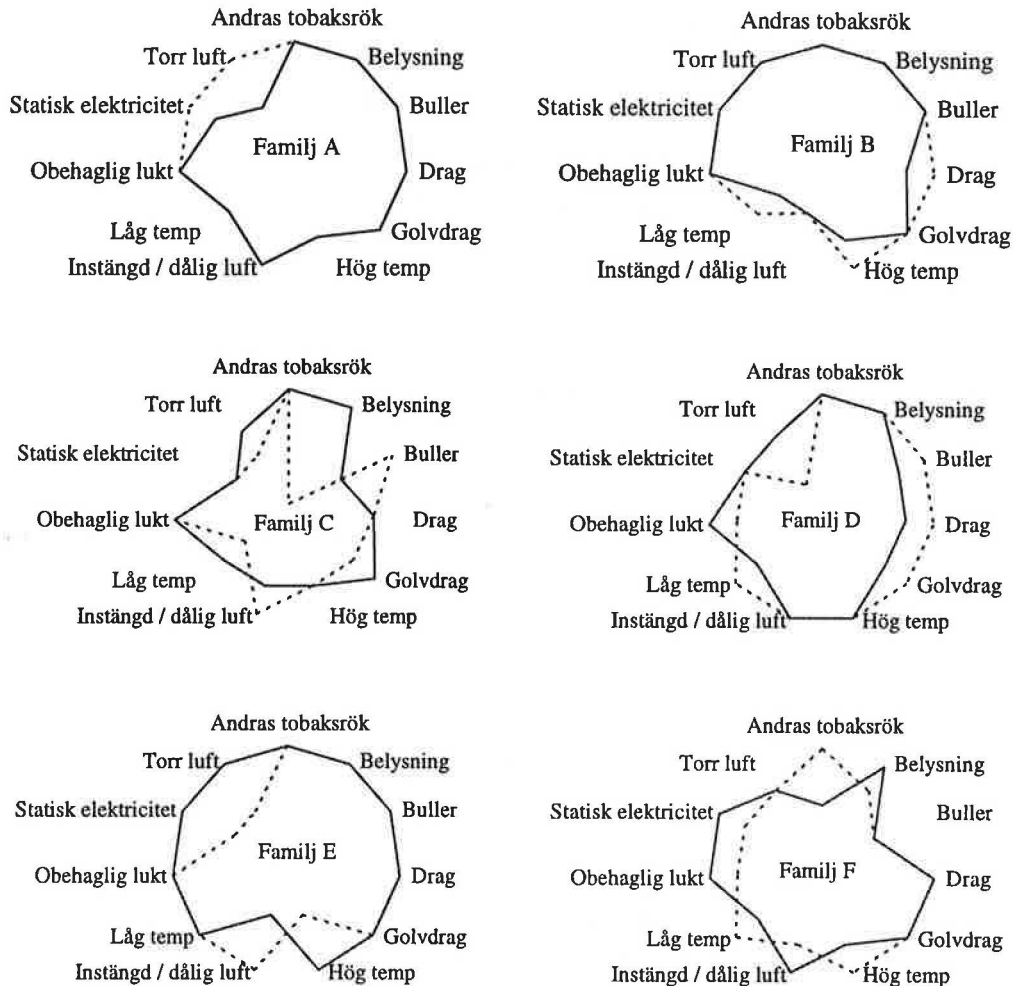 Andras tobaksrök
Torr luft
Belysning
Statisk elektricitet
Buller
Familj A
Obehaglig lukt
Drag
Låg temp
Golvdrag
Instängd / dålig luft
Hög temp
Andras tobaksrök
Torr luft
Belysning
Statisk elektricitet
Buller
Familj B
Obehaglig lukt
Drag
Låg temp
Golvdrag
Instängd / dålig luft
Hög temp
Andras tobaksrök
Torr luft
Belysning
Statisk elektricitet
Buller
Obehaglig lukt
Familj C
Drag
Låg temp
Golvdrag
Instängd / dålig luft
Hög temp
Andras tobaksrök
Torr luft
Belysning
Statisk elektricitet
Buller
Obehaglig lukt
Familj D
Drag
Låg temp
Golvdrag
Instängd / dålig luft
Hög temp
Andras tobaksrök
Torr luft
Belysning
Statisk elektricitet
Buller
Familj E
Obehaglig lukt
Drag
Låg temp
Golvdrag
Instängd / dålig luft
Hög temp
Andras tobaksrök
Torr luft
Belysning
Statisk elektricitet
Buller
Familj F
Obehaglig lukt
Drag
Låg temp
Golvdrag
Instängd / dålig luft
Hög temp